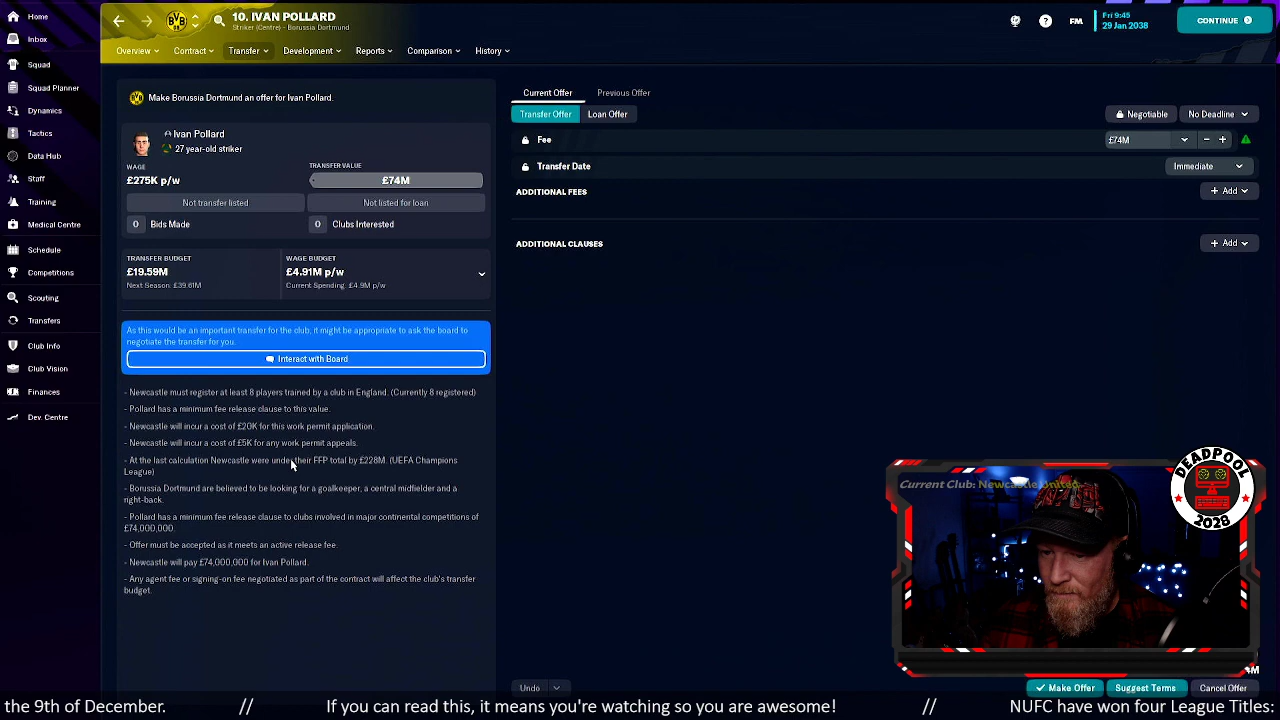 Home
Inbox
Squad
Squad Planner
Dynamics
Tactics
Data Hub
Staff
Training
Medical Centre
Schedule
Competitions
Scouting
Transfers
Club Info
Club Vision
Finances
Dev. Centre
10. IVAN POLLARD
Striker (Centre) - Borussia Dortmund
FM
Fri 9:45
29 Jan 2038
CONTINUE
Overview
Contract
Transfer
Development
Reports
Comparison
History
Make Borussia Dortmund an offer for Ivan Pollard.
Ivan Pollard
27 year-old striker
WAGE
£275K p/w
TRANSFER VALUE
£74M
Not transfer listed
Not listed for loan
0 Bids Made
0 Clubs Interested
TRANSFER BUDGET
£19.59M
Next Season: £39.61M
WAGE BUDGET
£4.91M p/w
Current Spending: £4.9M p/w
As this would be an important transfer for the club, it might be appropriate to ask the board to
negotiate the transfer for you.
Interact with Board
- Newcastle must register at least 8 players trained by a club in England. (Currently 8 registered)
- Pollard has a minimum fee release clause to this value.
- Newcastle will incur a cost of £20K for this work permit application.
- Newcastle will incur a cost of £5K for any work permit appeals.
- At the last calculation Newcastle were under their FFP total by £228M. (UEFA Champions
League)
- Borussia Dortmund are believed to be looking for a goalkeeper, a central midfielder and a
right-back.
- Pollard has a minimum fee release clause to clubs involved in major continental competitions of
£74,000,000.
- Offer must be accepted as it meets an active release fee.
- Newcastle will pay £74,000,000 for Ivan Pollard.
- Any agent fee or signing-on fee negotiated as part of the contract will affect the club's transfer
budget.
Current Offer
Previous Offer
Transfer Offer
Loan Offer
Negotiable
No Deadline
Fee
£74M
Transfer Date
Immediate
ADDITIONAL FEES
+ Add
ADDITIONAL CLAUSES
+ Add
Current Club: Newcastle United
DEADPOOL
2028
Undo
Make Offer
Suggest Terms
Cancel Offer
the 9th of December. // If you can read this, it means you're watching so you are awesome! // NUFC have won four League Titles: